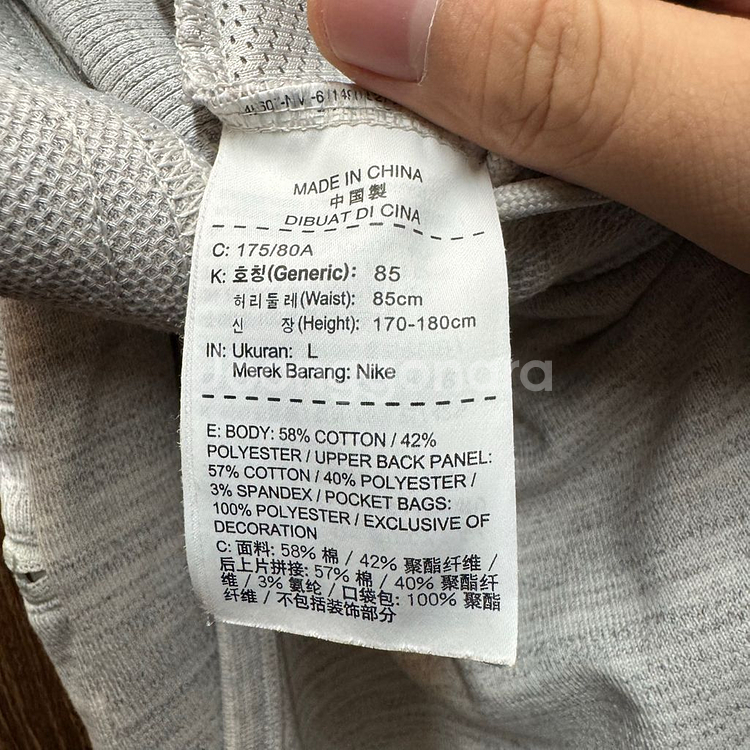 MADE IN CHINA
中国製
DIBUAT DI CINA
C: 175/80A
K: 호칭(Generic): 85
허리둘레(Waist): 85cm
신 장(Height): 170-180cm
IN: Ukuran: L
Merek Barang: Nike
E: BODY: 58% COTTON / 42%
POLYESTER / UPPER BACK PANEL:
57% COTTON / 40% POLYESTER /
3% SPANDEX / POCKET BAGS:
100% POLYESTER / EXCLUSIVE OF
DECORATION
C: 面料: 58% 棉 / 42% 聚酯纤维 /
后上片拼接: 57% 棉 / 40% 聚酯纤
维 / 3% 氨纶 / 口袋包: 100% 聚酯
纤维 / 不包括装饰部分